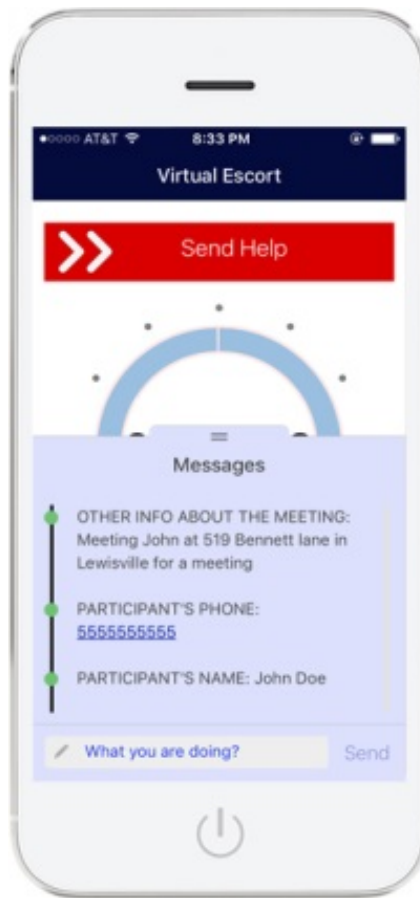 AT&T 8:33 PM
Virtual Escort
Send Help
Messages
OTHER INFO ABOUT THE MEETING:
Meeting John at 519 Bennett lane in
Lewisville for a meeting
PARTICIPANT'S PHONE:
5555555555
PARTICIPANT'S NAME: John Doe
What you are doing?
Send